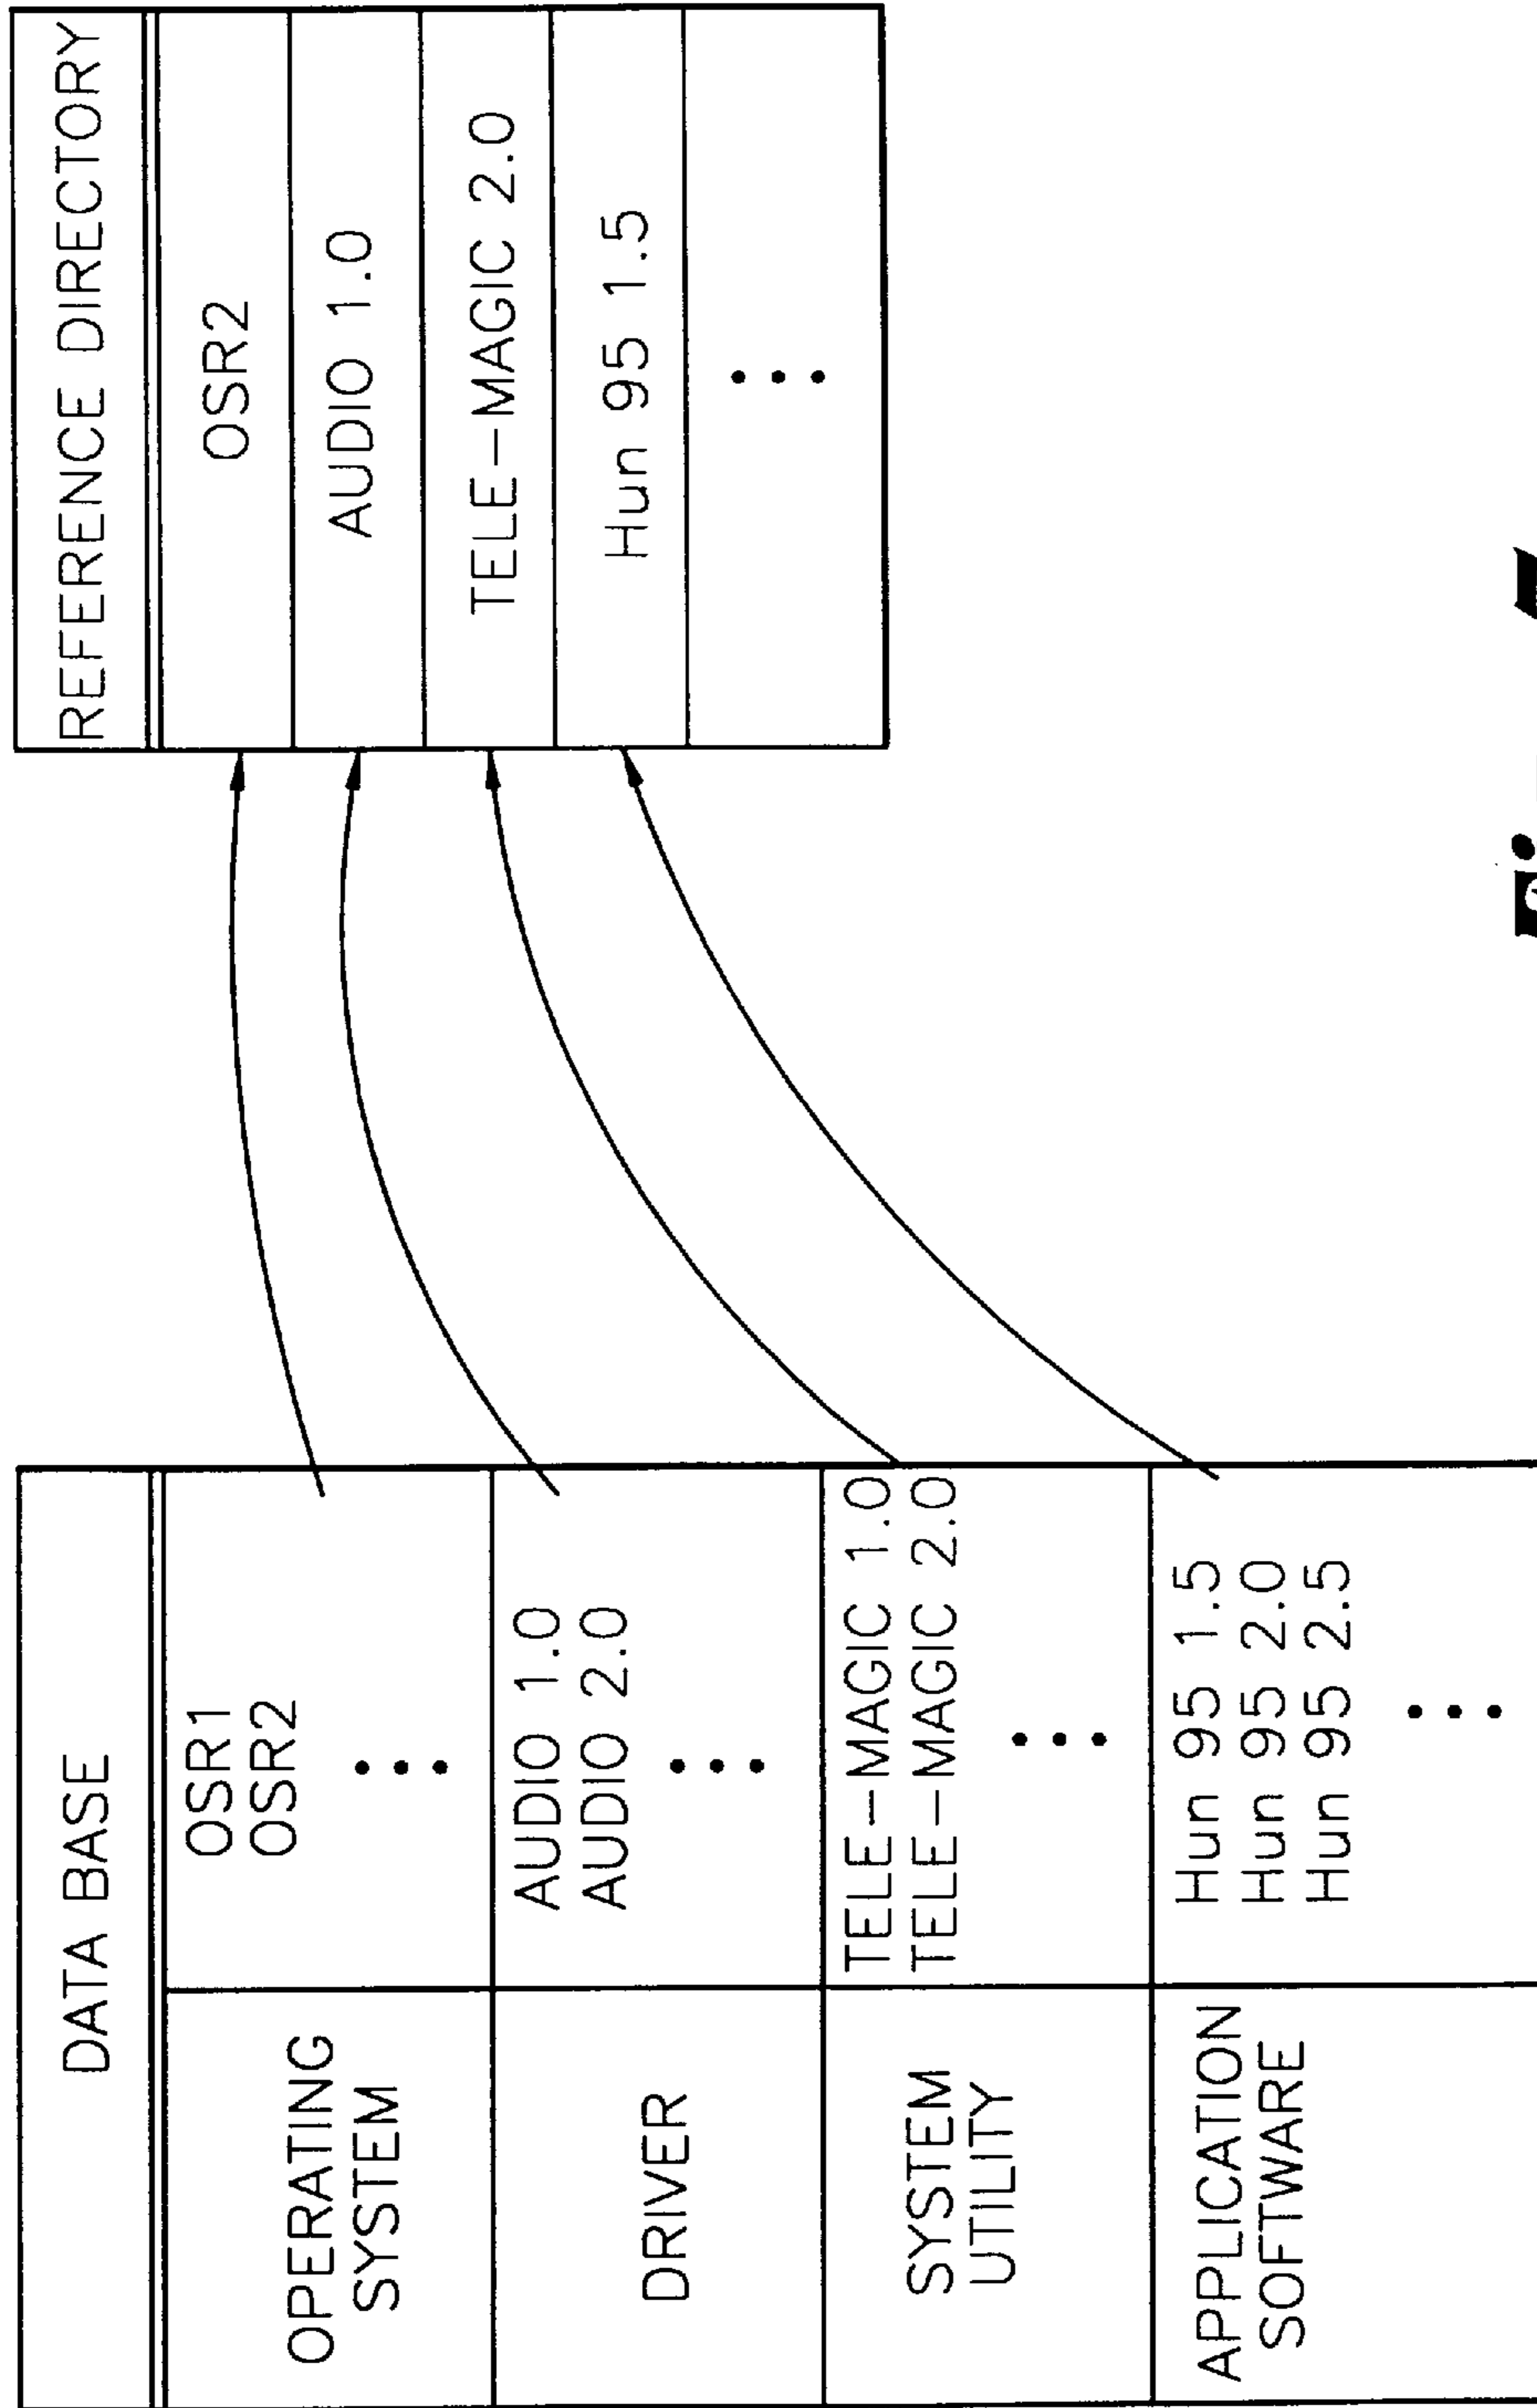 DATA BASE
OPERATING
SYSTEM
OSR1
OSR2
DRIVER
AUDIO 1.0
AUDIO 2.0
SYSTEM
UTILITY
TELE-MAGIC 1.0
TELE-MAGIC 2.0
APPLICATION
SOFTWARE
Hun 95 1.5
Hun 95 2.0
Hun 95 2.5
REFERENCE DIRECTORY
OSR2
AUDIO 1.0
TELE-MAGIC 2.0
Hun 95 1.5